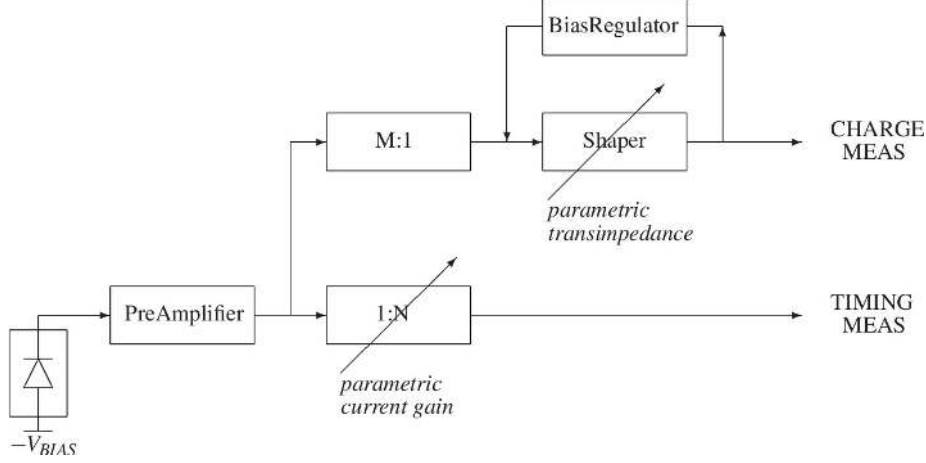 BiasRegulator
M:1
Shaper
CHARGE
MEAS
parametric
transimpedance
PreAmplifier
1:N
TIMING
MEAS
parametric
current gain
−V_BIAS